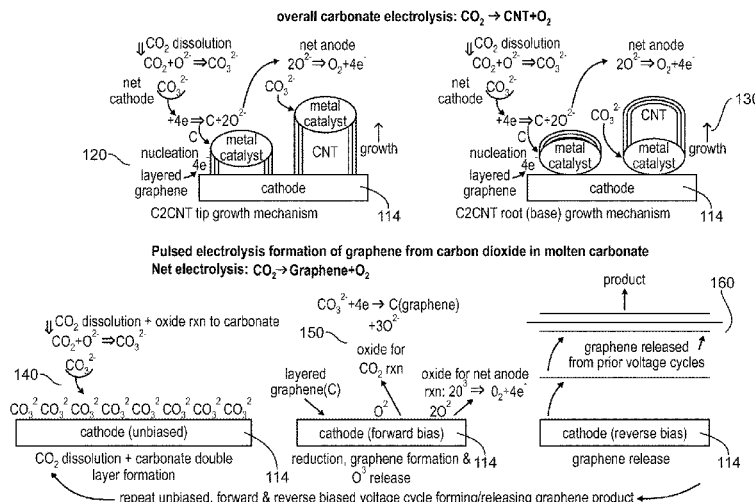 overall carbonate electrolysis: CO₂ → CNT+O₂
⇓CO₂ dissolution
CO₂+O²⁻⇒CO₃²⁻
net anode
2O²⁻⇒O₂+4e⁻
net
cathode
CO₃²⁻
+4e⇒C+2O²⁻
C
nucleation
4e⁻
layered
graphene
metal
catalyst
CO₃²⁻
metal
catalyst
CNT
growth
cathode
120
114
C2CNT tip growth mechanism
⇓CO₂ dissolution
CO₂+O²⁻⇒CO₃²⁻
net anode
2O²⁻⇒O₂+4e⁻
net
cathode
CO₃²⁻
+4e⇒C+2O²⁻
C
nucleation
4e⁻
layered
graphene
metal
catalyst
CO₃²⁻
CNT
metal
catalyst
growth
cathode
130
114
C2CNT root (base) growth mechanism
Pulsed electrolysis formation of graphene from carbon dioxide in molten carbonate
Net electrolysis: CO₂→Graphene+O₂
⇓CO₂ dissolution + oxide rxn to carbonate
CO₂+O²⁻ ⇒CO₃²⁻
CO₃²⁻
140
CO₃²⁻ CO₃²⁻ CO₃²⁻ CO₃²⁻ CO₃²⁻ CO₃²⁻ CO₃²⁻
cathode (unbiased)
114
CO₂ dissolution + carbonate double
layer formation
CO₃²⁻+4e → C(graphene)
+3O²⁻
150
oxide for
CO₂ rxn
layered
graphene(C)
oxide for net anode
rxn: 2O³ ⇒ O₂+4e⁻
O²⁻
2O²⁻
cathode (forward bias)
114
reduction, graphene formation &
O³ release
product
160
graphene released
from prior voltage cycles
cathode (reverse bias)
114
graphene release
repeat unbiased, forward & reverse biased voltage cycle forming/releasing graphene product